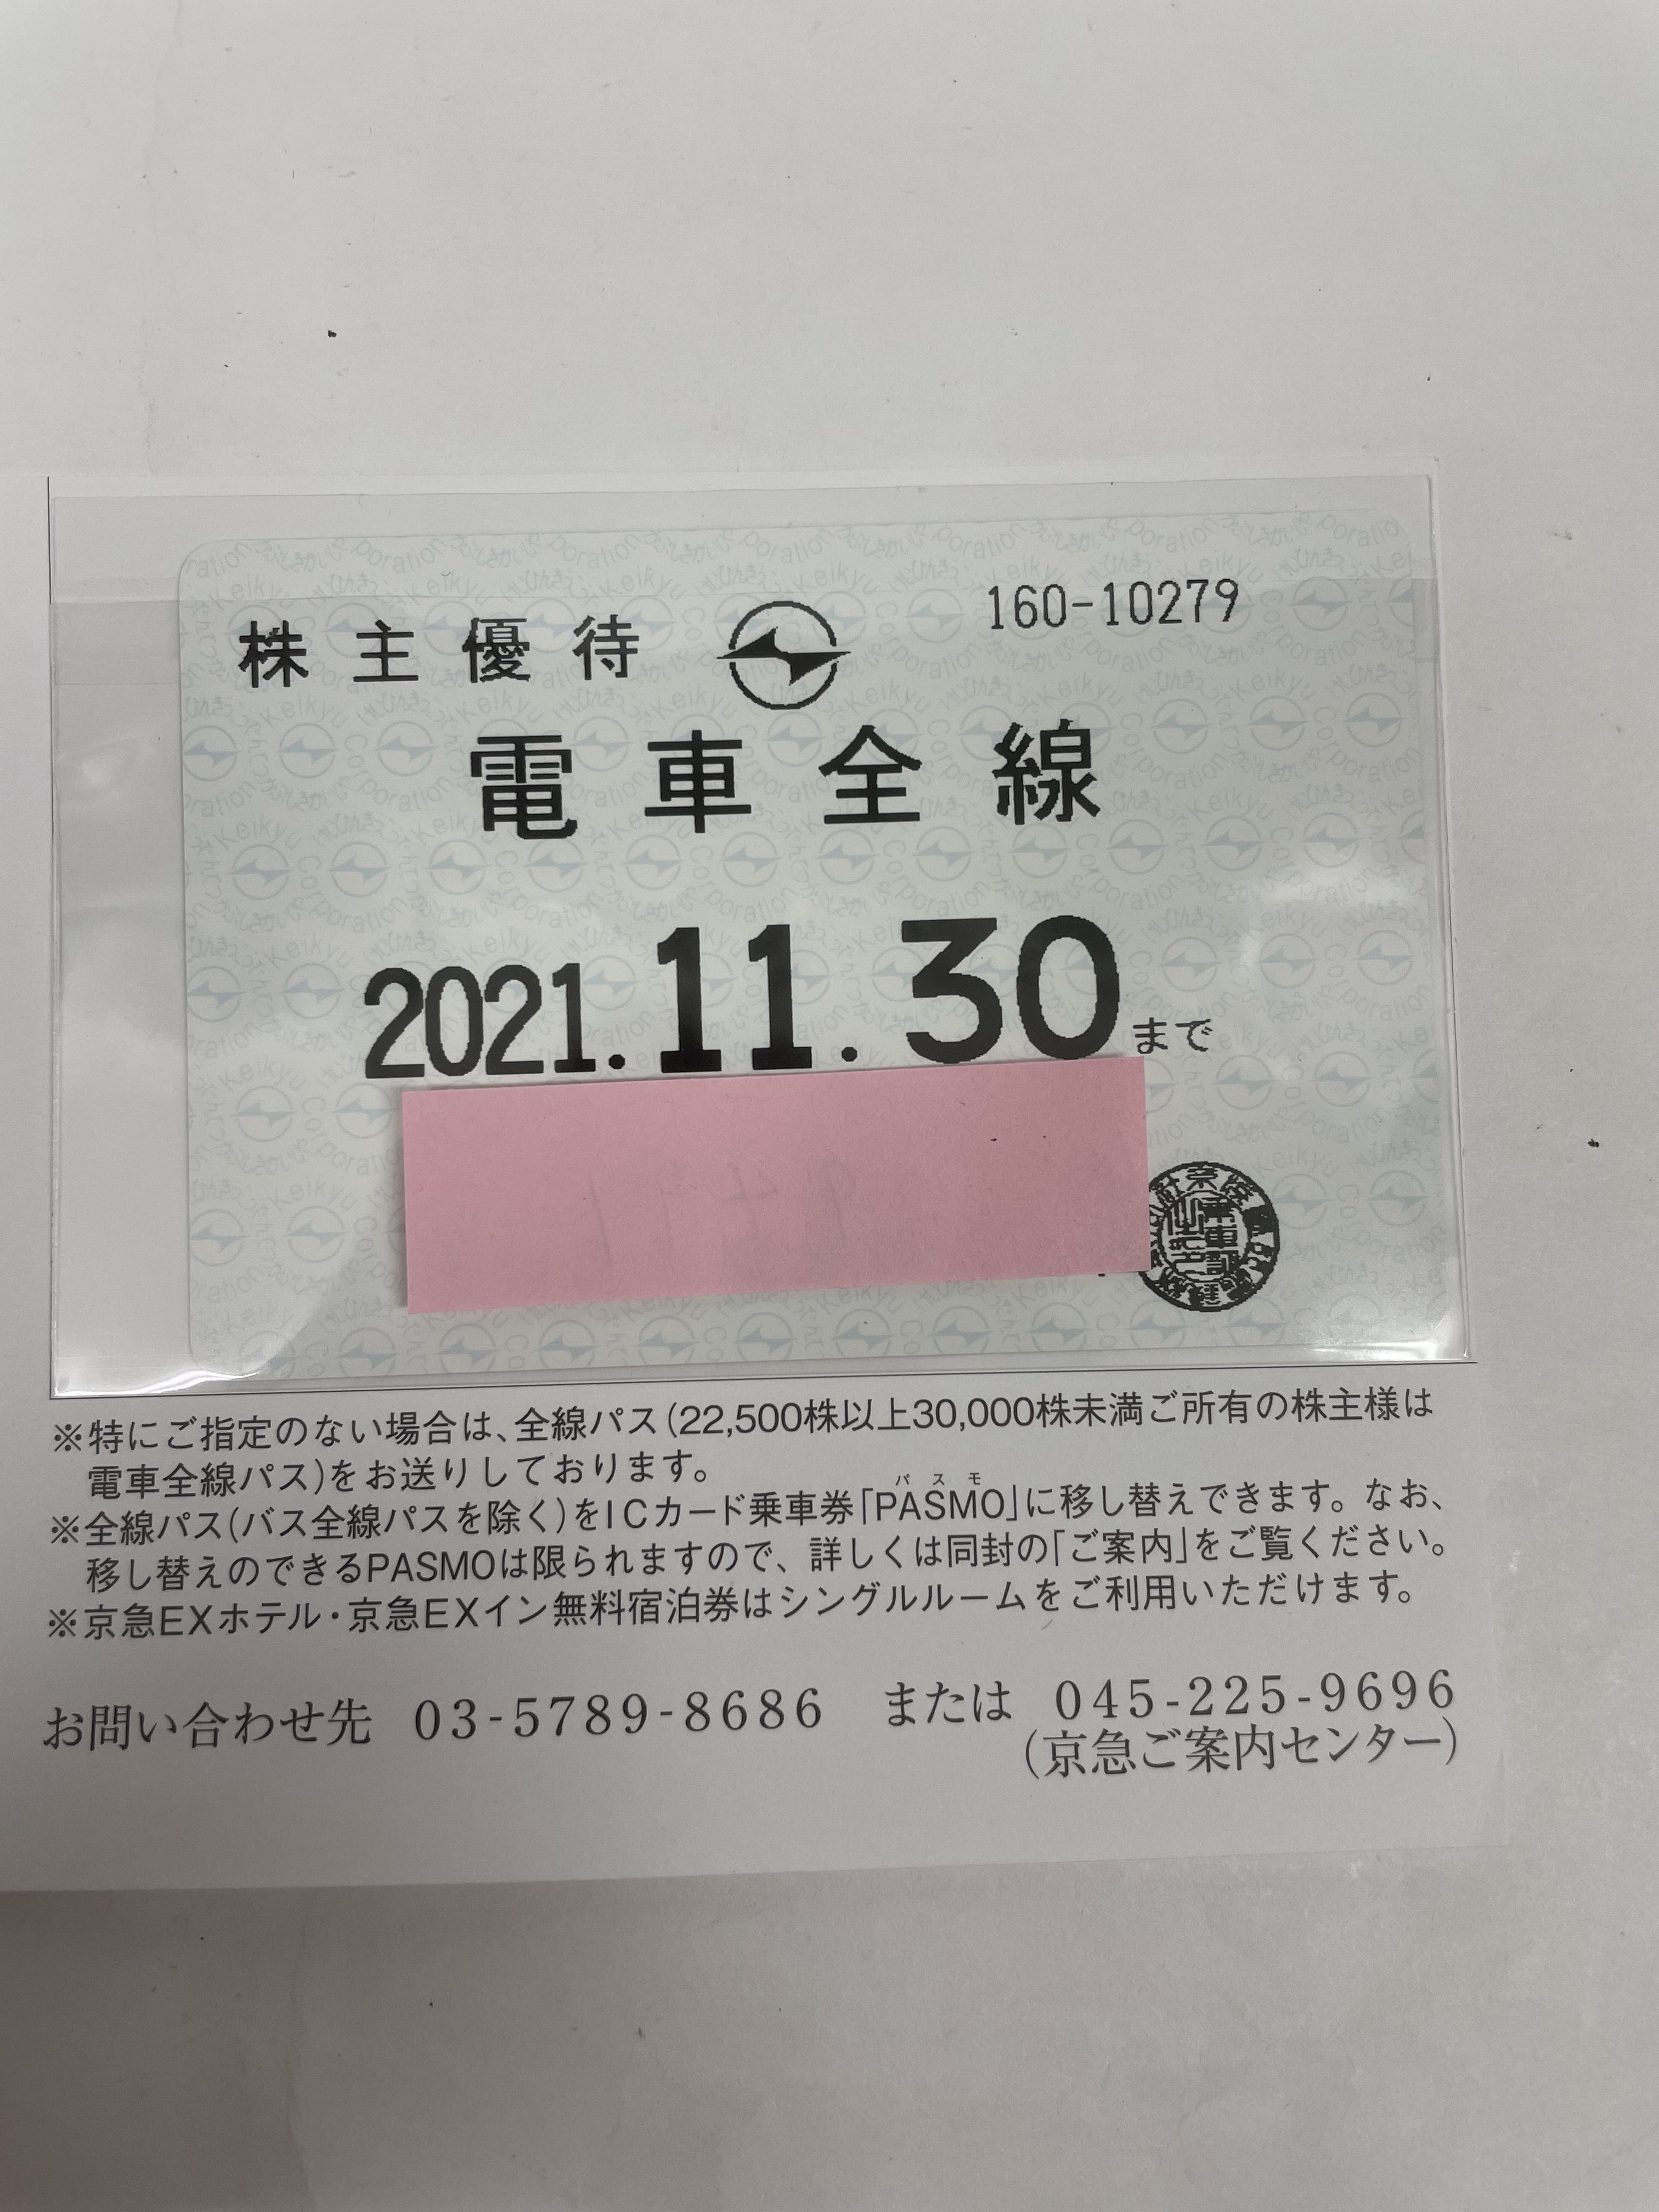 160-10279
株主優待
電車全線
2021.11.30まで
※特にご指定のない場合は、全線パス(22,500株以上30,000株未満ご所有の株主様は
電車全線パス)をお送りしております。
パスモ
※全線パス(バス全線パスを除く)をICカード乗車券「PASMO」に移し替えできます。なお、
移し替えのできるPASMOは限られますので、詳しくは同封の「ご案内」をご覧ください。
※京急EXホテル・京急EXイン無料宿泊券はシングルルームをご利用いただけます。
お問い合わせ先 03-5789-8686 または 045-225-9696
(京急ご案内センター)